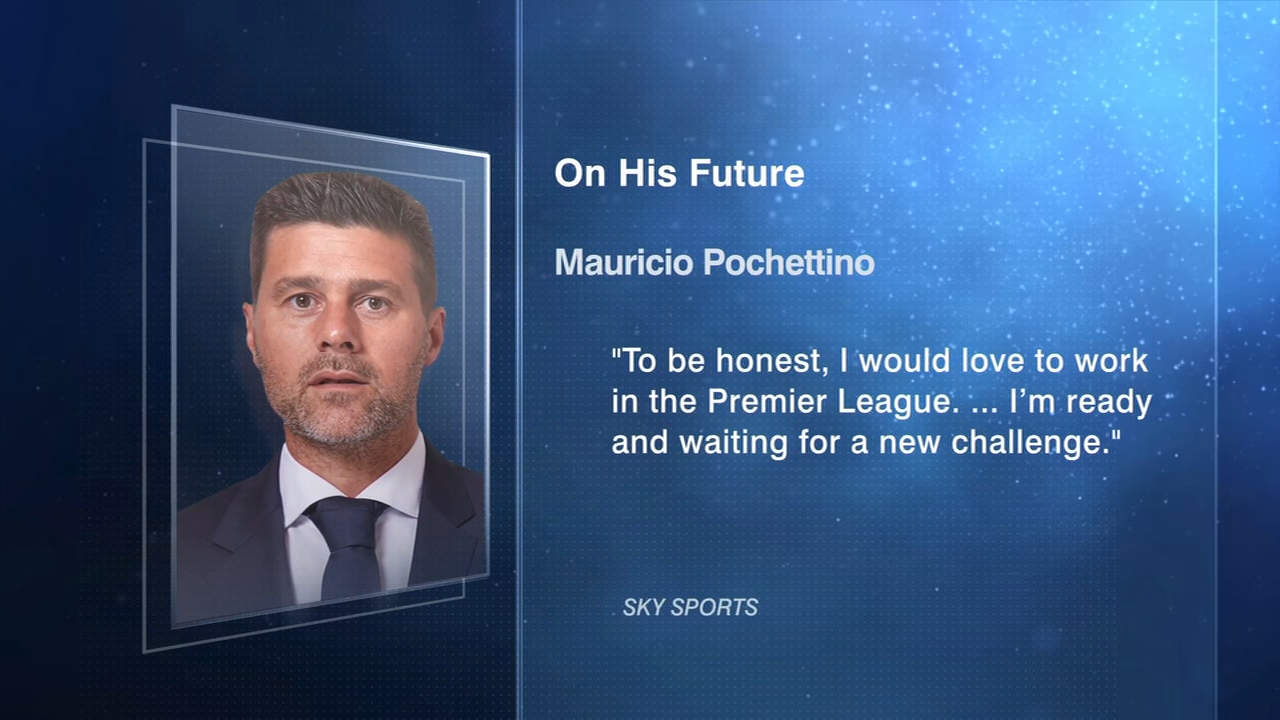 On His Future
Mauricio Pochettino
"To be honest, I would love to work
in the Premier League. ... I’m ready
and waiting for a new challenge."
SKY SPORTS